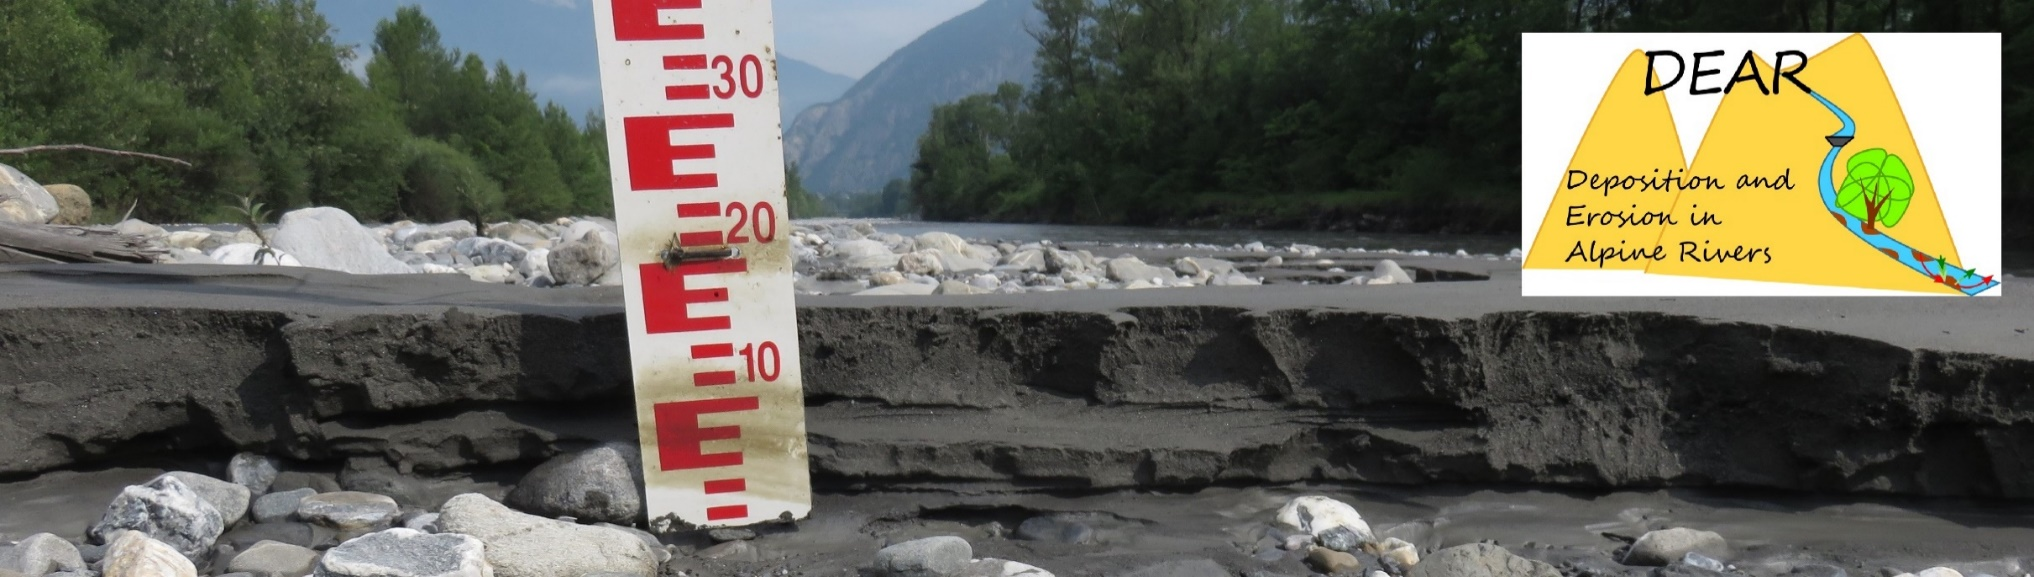 30
20
10
DEAR
Deposition and
Erosion in
Alpine Rivers